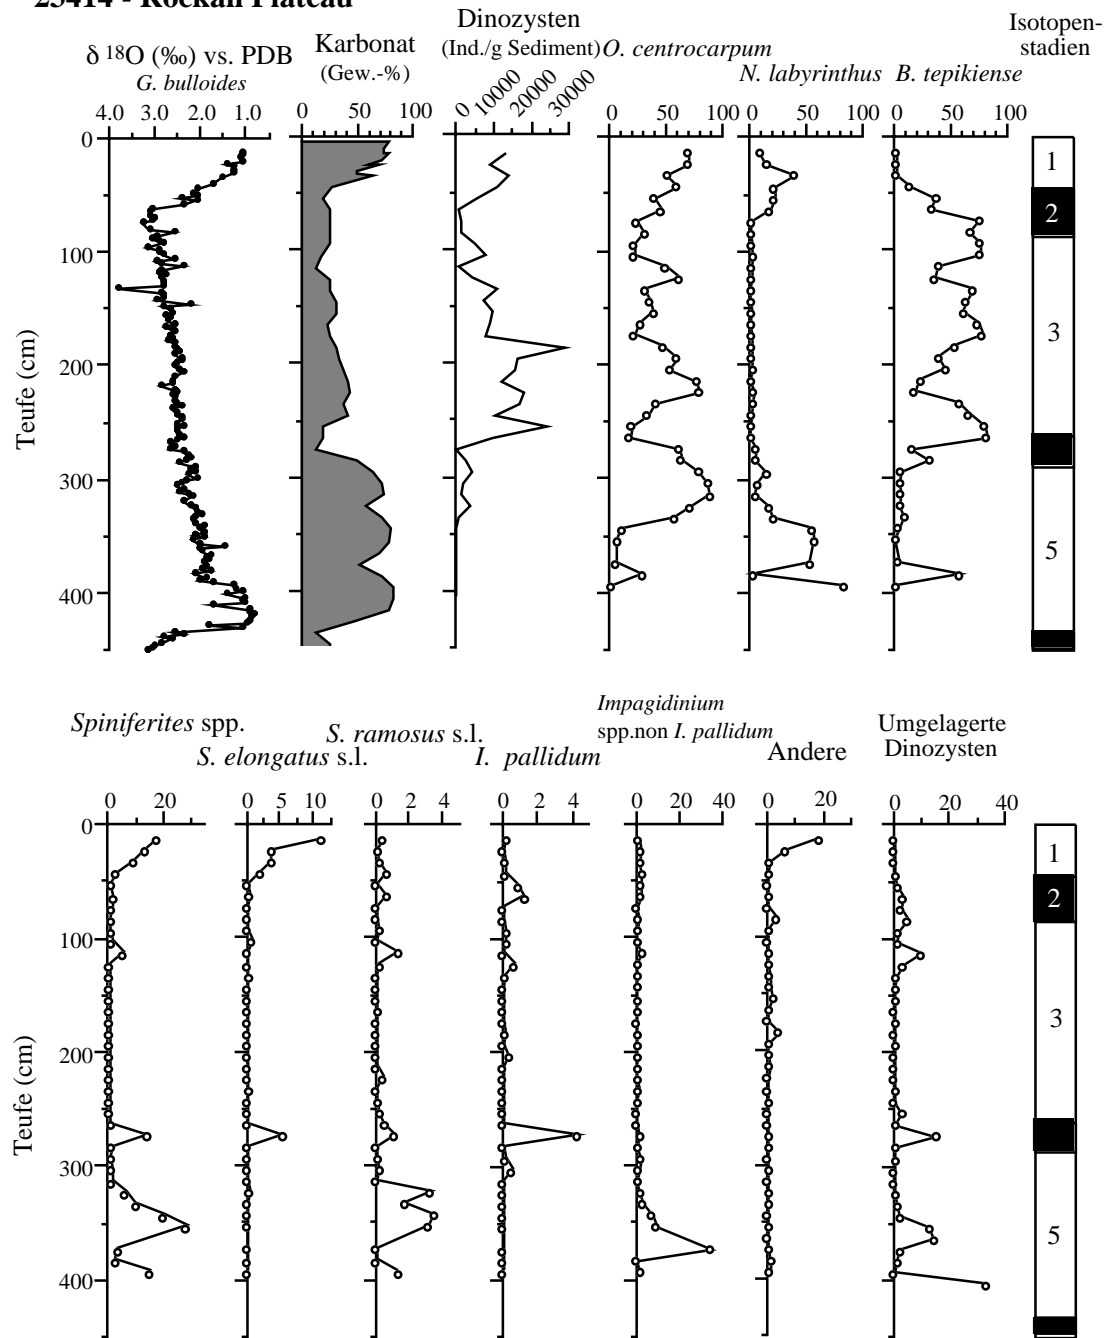 23414 - Rockall Plateau
δ 18O (‰) vs. PDB
G. bulloides
Karbonat
(Gew.-%)
Dinozysten
(Ind./g Sediment)
O. centrocarpum
N. labyrinthus
B. tepikiense
Isotopen-
stadien
4.0 3.0 2.0 1.0
0 50 100
0 10000 20000 30000
0 50 100
0 50 100
0 50 100
Teufe (cm)
0
100
200
300
400
1
2
3
5
Spiniferites spp.
S. elongatus s.l.
S. ramosus s.l.
I. pallidum
Impagidinium
spp.non I. pallidum
Andere
Umgelagerte
Dinozysten
0 20
0 5 10
0 2 4
0 2 4
0 20 40
0 20
0 20 40
Teufe (cm)
0
100
200
300
400
1
2
3
5